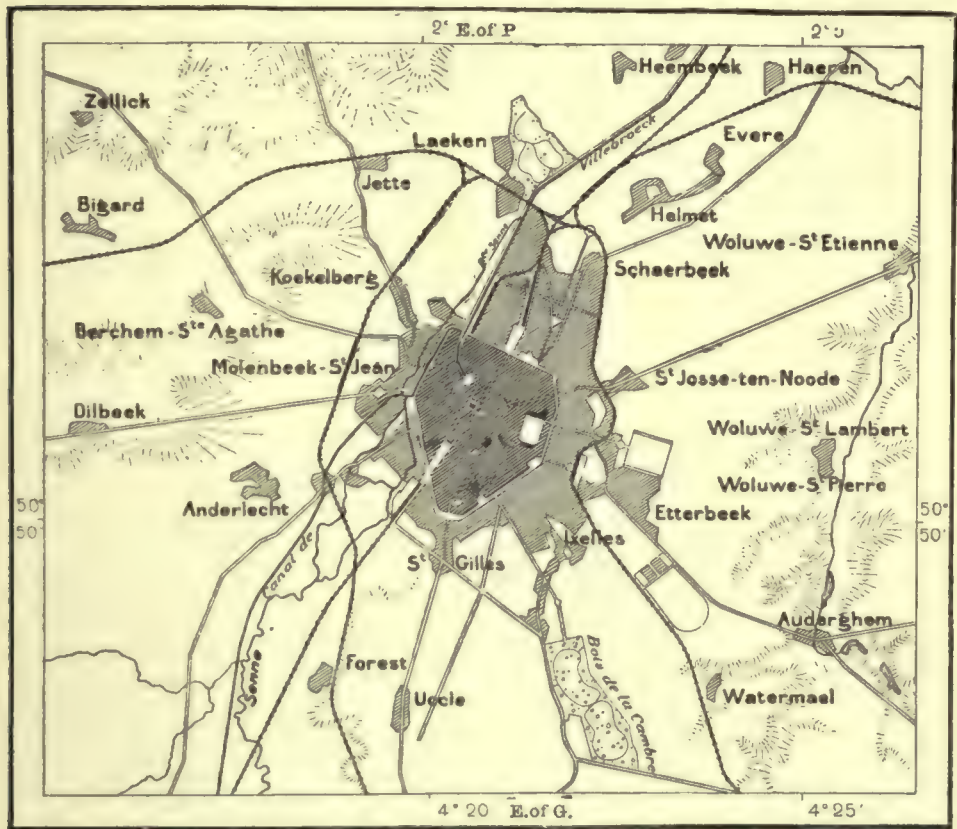 2° E. of P
Heembeek
Haeren
Zellick
Laeken
Villebroeck
Evere
Jette
Bigard
Helmet
Woluwe-St Etienne
Schaerbeek
Koekelberg
Berchem-Ste Agathe
Molenbeek-St Jean
St Josse-ten-Noode
Dilbeek
Woluwe-St Lambert
Woluwe-St Pierre
Anderlecht
50°
50'
50°
50'
Etterbeek
Ixelles
St Gilles
Canal de
Auderghem
Bois de la Cambre
Forest
Senne
Uccle
Watermael
4° 20
E. of G.
4° 25'